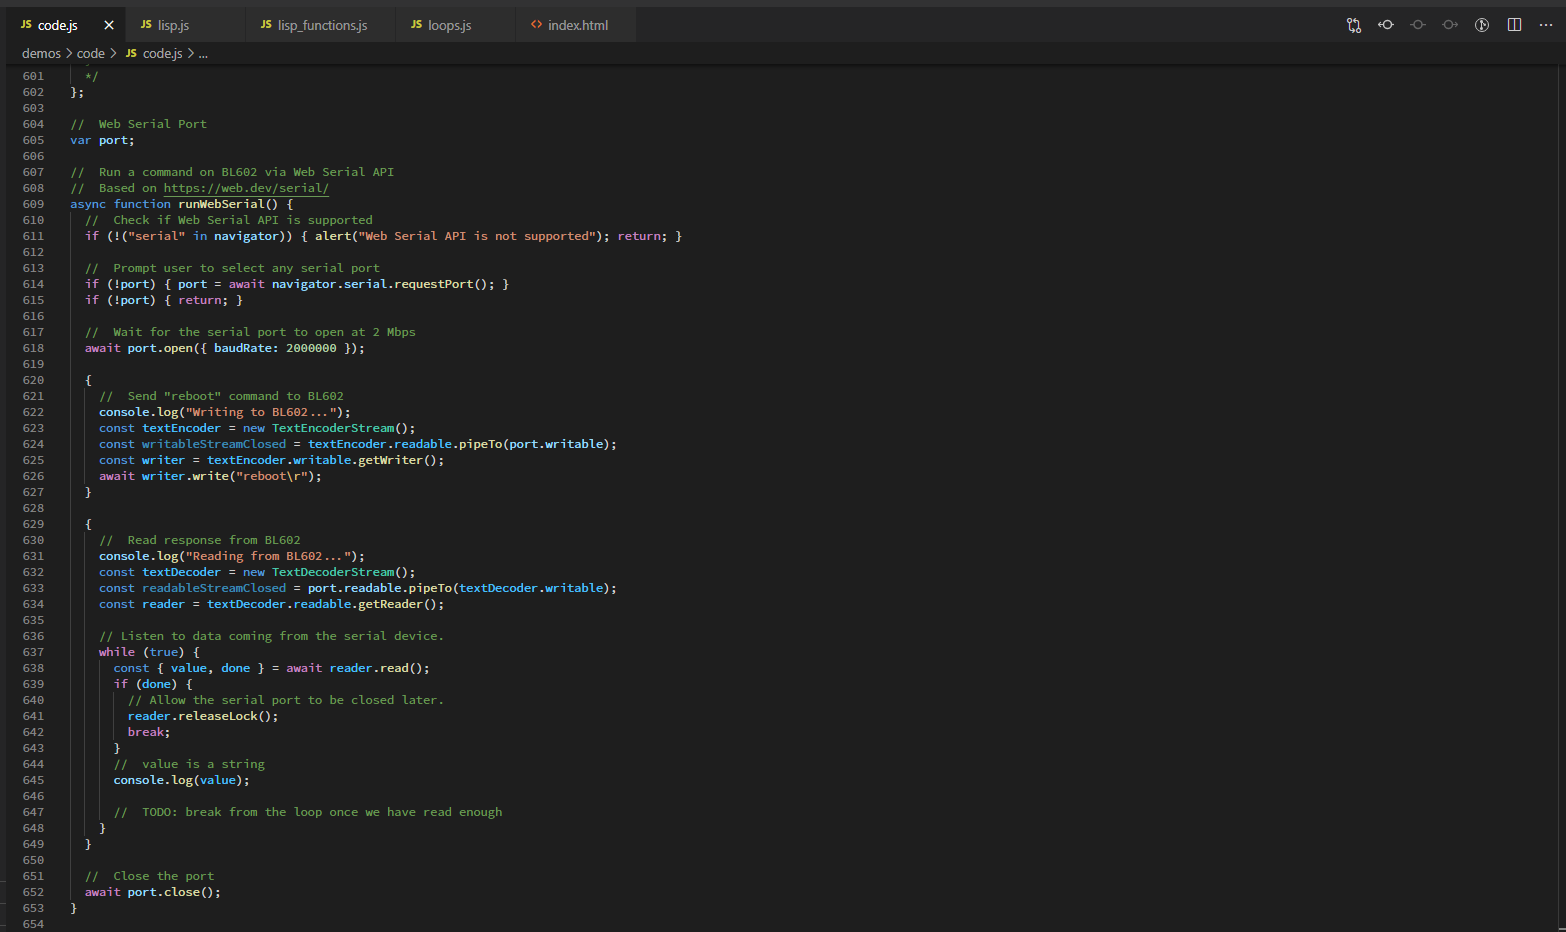 JS code.js × JS lisp.js JS lisp_functions.js JS loops.js <> index.html ...
demos > code > JS code.js > ...
601 */
602 };
603
604 //  Web Serial Port
605 var port;
606
607 //  Run a command on BL602 via Web Serial API
608 //  Based on https://web.dev/serial/
609 async function runWebSerial() {
610   //  Check if Web Serial API is supported
611   if (!("serial" in navigator)) { alert("Web Serial API is not supported"); return; }
612
613   //  Prompt user to select any serial port
614   if (!port) { port = await navigator.serial.requestPort(); }
615   if (!port) { return; }
616
617   //  Wait for the serial port to open at 2 Mbps
618   await port.open({ baudRate: 2000000 });
619
620   {
621     //  Send "reboot" command to BL602
622     console.log("Writing to BL602...");
623     const textEncoder = new TextEncoderStream();
624     const writableStreamClosed = textEncoder.readable.pipeTo(port.writable);
625     const writer = textEncoder.writable.getWriter();
626     await writer.write("reboot\r");
627   }
628
629   {
630     //  Read response from BL602
631     console.log("Reading from BL602...");
632     const textDecoder = new TextDecoderStream();
633     const readableStreamClosed = port.readable.pipeTo(textDecoder.writable);
634     const reader = textDecoder.readable.getReader();
635
636     // Listen to data coming from the serial device.
637     while (true) {
638       const { value, done } = await reader.read();
639       if (done) {
640         // Allow the serial port to be closed later.
641         reader.releaseLock();
642         break;
643       }
644       //  value is a string
645       console.log(value);
646
647       //  TODO: break from the loop once we have read enough
648     }
649   }
650
651   //  Close the port
652   await port.close();
653 }
654